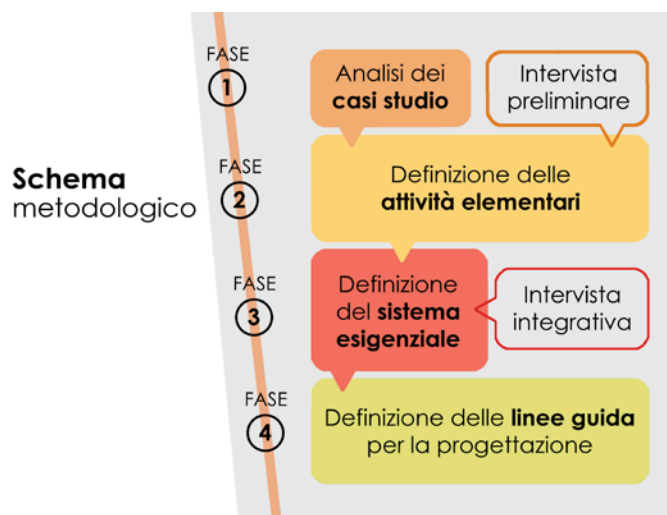 Schema
metodologico
FASE
1
Analisi dei
casi studio
Intervista
preliminare
FASE
2
Definizione delle
attività elementari
FASE
3
Definizione
del sistema
esigenziale
Intervista
integrativa
FASE
4
Definizione delle linee guida
per la progettazione